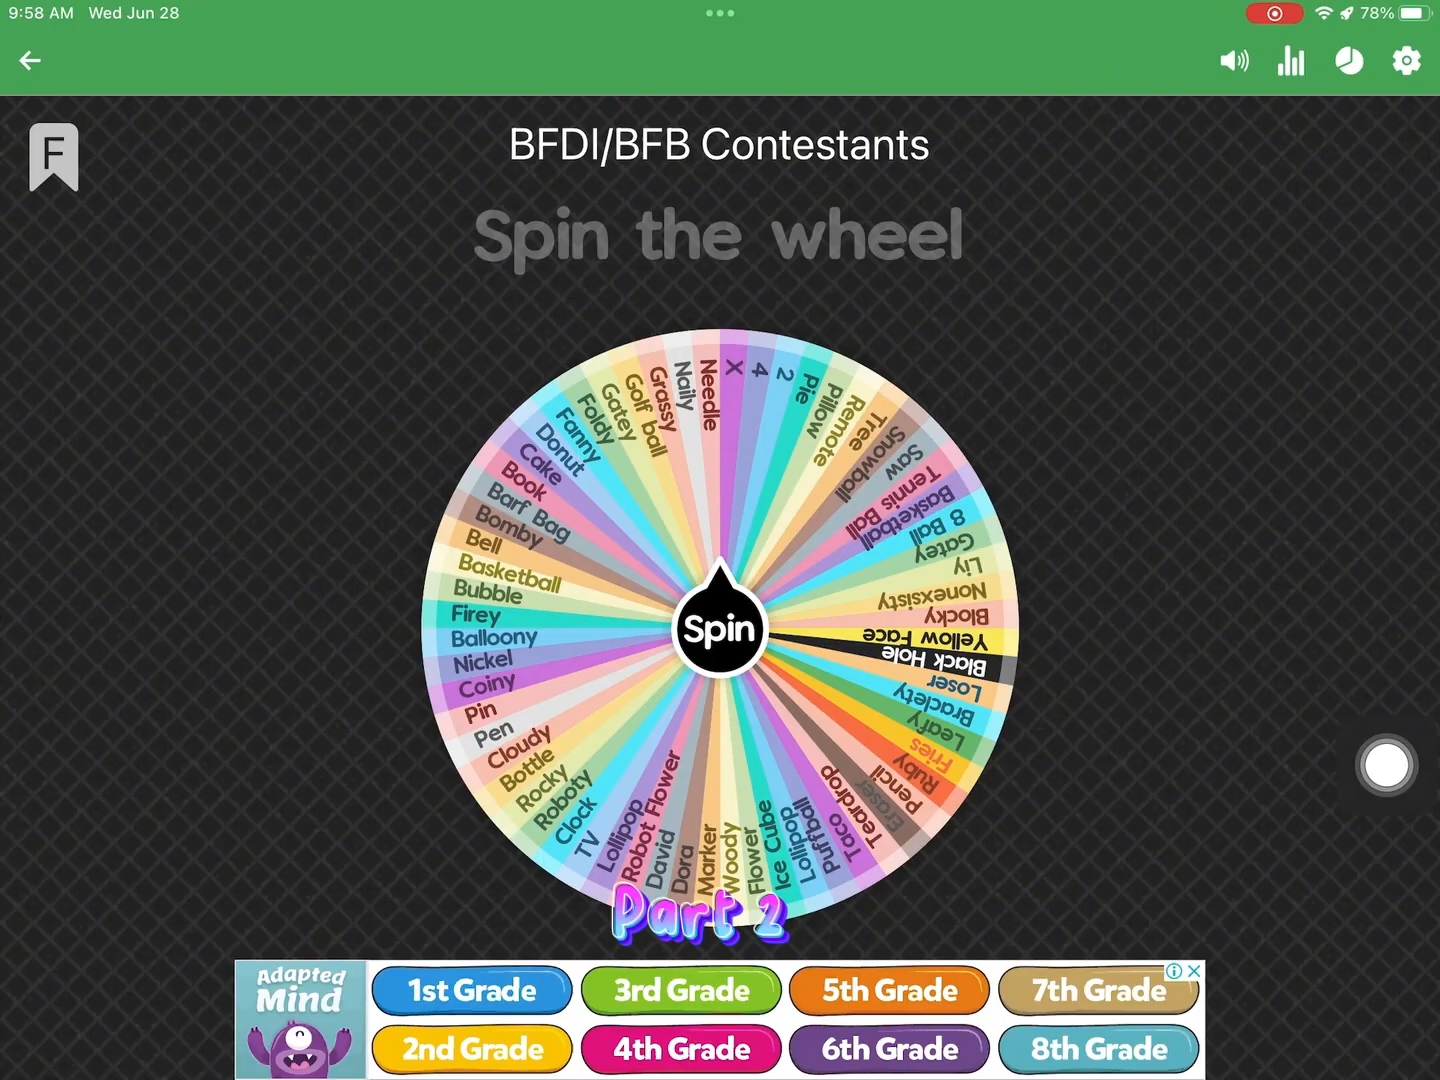 9:58 AM Wed Jun 28
78%
F
BFDI/BFB Contestants
Spin the wheel
X
4
2
Pie
Pillow
Remote
Tree
Snowball
Saw
Tennis Ball
Basketball
8 Ball
Gatey
Liy
Nonexsisty
Blocky
Yellow Face
Black Hole
Loser
Braclety
Leafy
Fries
Ruby
Pencil
Eraser
Teardrop
Taco
Puffball
Lollipop
Ice Cube
Flower
Woody
Marker
Dora
David
Robot Flower
Lollipop
TV
Clock
Roboty
Rocky
Bottle
Cloudy
Pen
Pin
Coiny
Nickel
Balloony
Firey
Bubble
Basketball
Bell
Bomby
Barf Bag
Book
Cake
Donut
Fanny
Foldy
Gatey
Golf ball
Grassy
Naily
Needle
Spin
Part 2
Adapted
Mind
1st Grade
3rd Grade
5th Grade
7th Grade
2nd Grade
4th Grade
6th Grade
8th Grade